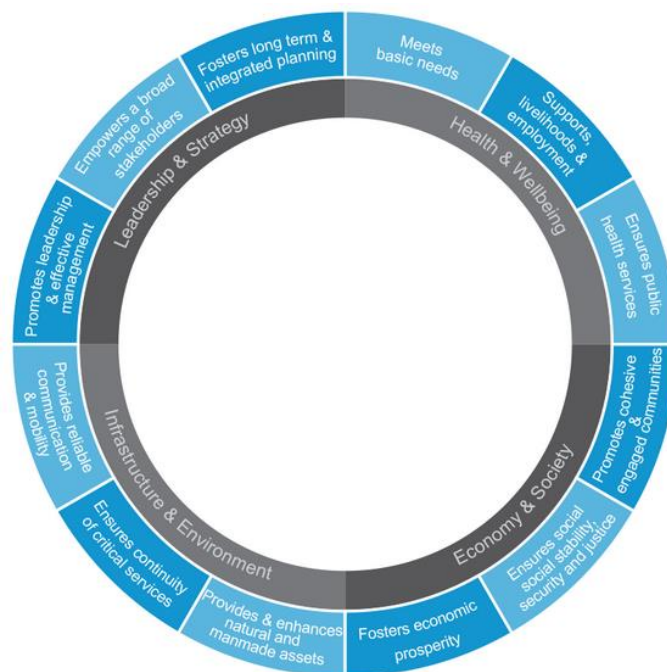 Meets
basic needs
Supports,
livelihoods &
employment
Ensures public
health services
Promotes cohesive
&
engaged communities
Ensures social
social stability,
security and justice
Fosters economic
prosperity
Provides & enhances
natural and
manmade assets
Ensures continuity
of critical services
Provides reliable
communication
& mobility
Promotes leadership
& effective
management
Empowers a broad
range of
stakeholders
Fosters long term &
integrated planning
Health & Wellbeing
Economy & Society
Infrastructure & Environment
Leadership & Strategy